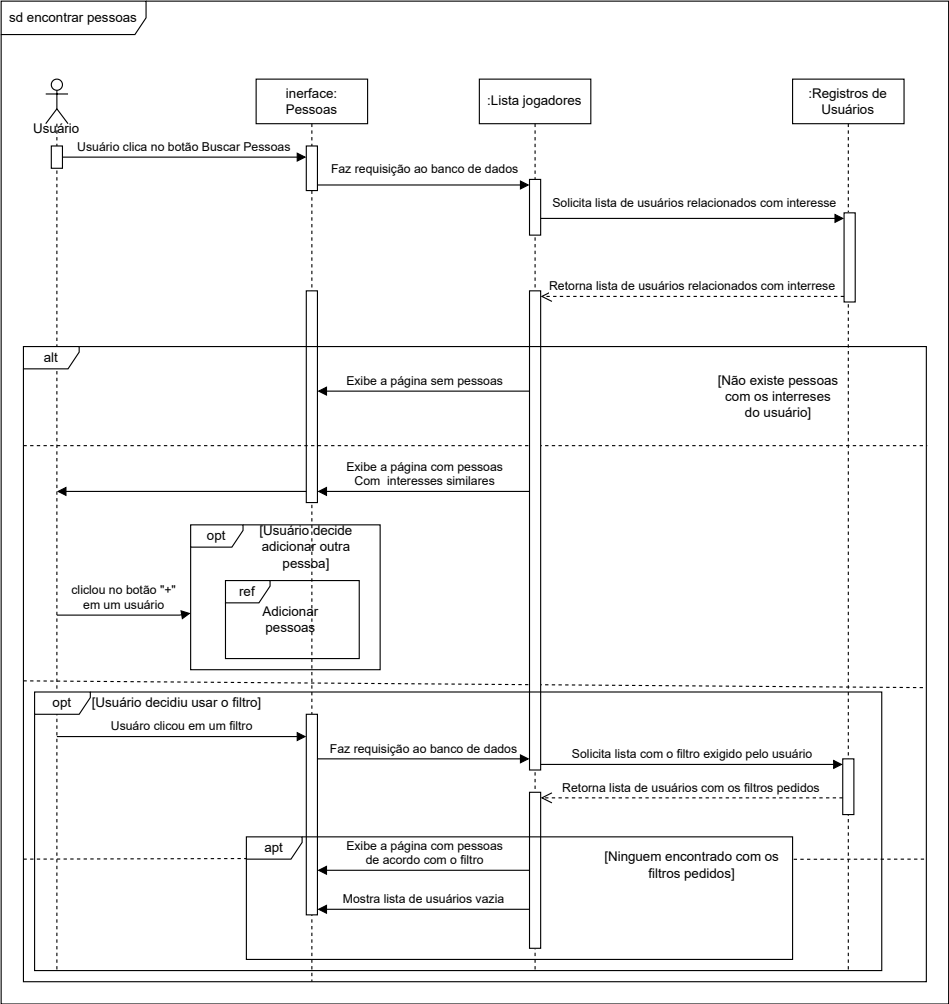 sd encontrar pessoas
inerface:
Pessoas
:Lista jogadores
:Registros de
Usuários
Usuário
Usuário clica no botão Buscar Pessoas
Faz requisição ao banco de dados
Solicita lista de usuários relacionados com interesse
Retorna lista de usuários relacionados com interrese
alt
Exibe a página sem pessoas
[Não existe pessoas
com os interreses
do usuário]
Exibe a página com pessoas
Com interesses similares
opt
[Usuário decide
adicionar outra
pessoa]
ref
Adicionar
pessoas
cliclou no botão "+"
em um usuário
opt
[Usuário decidiu usar o filtro]
Usuáro clicou em um filtro
Faz requisição ao banco de dados
Solicita lista com o filtro exigido pelo usuário
Retorna lista de usuários com os filtros pedidos
apt
Exibe a página com pessoas
de acordo com o filtro
[Ninguem encontrado com os
filtros pedidos]
Mostra lista de usuários vazia